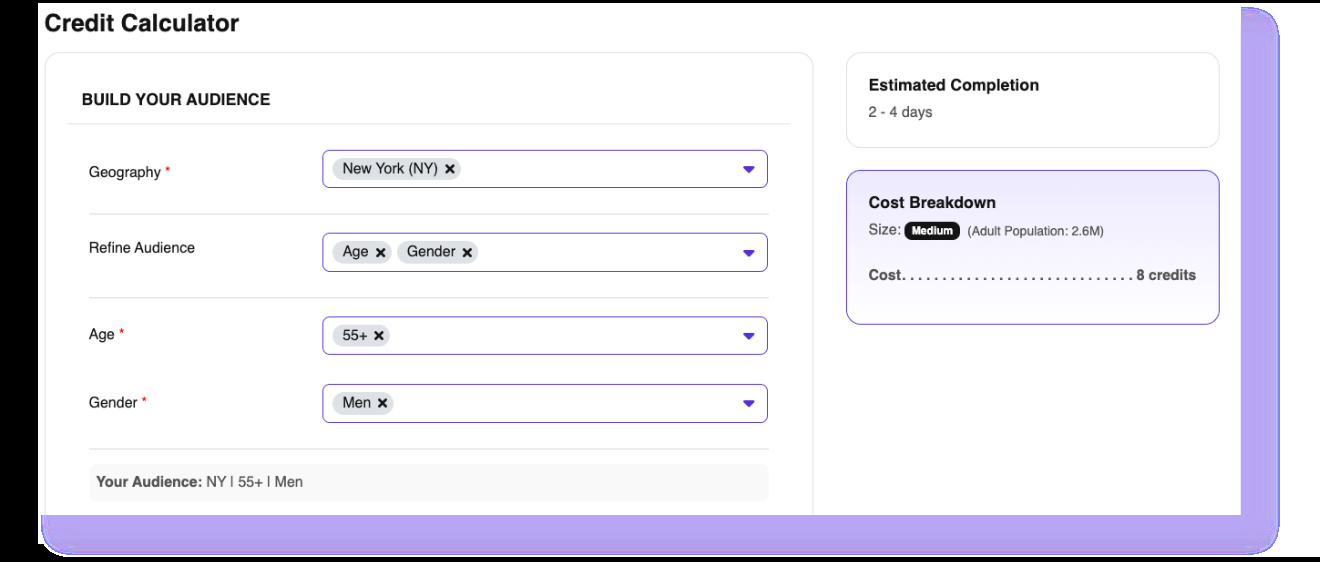 Credit Calculator
BUILD YOUR AUDIENCE
Geography *
New York (NY) ×
Refine Audience
Age × Gender ×
Age *
55+ ×
Gender *
Men ×
Your Audience: NY | 55+ | Men
Estimated Completion
2 - 4 days
Cost Breakdown
Size: Medium (Adult Population: 2.6M)
Cost. . . . . . . . . . . . . . . . . . . . . . . . . . . . . 8 credits